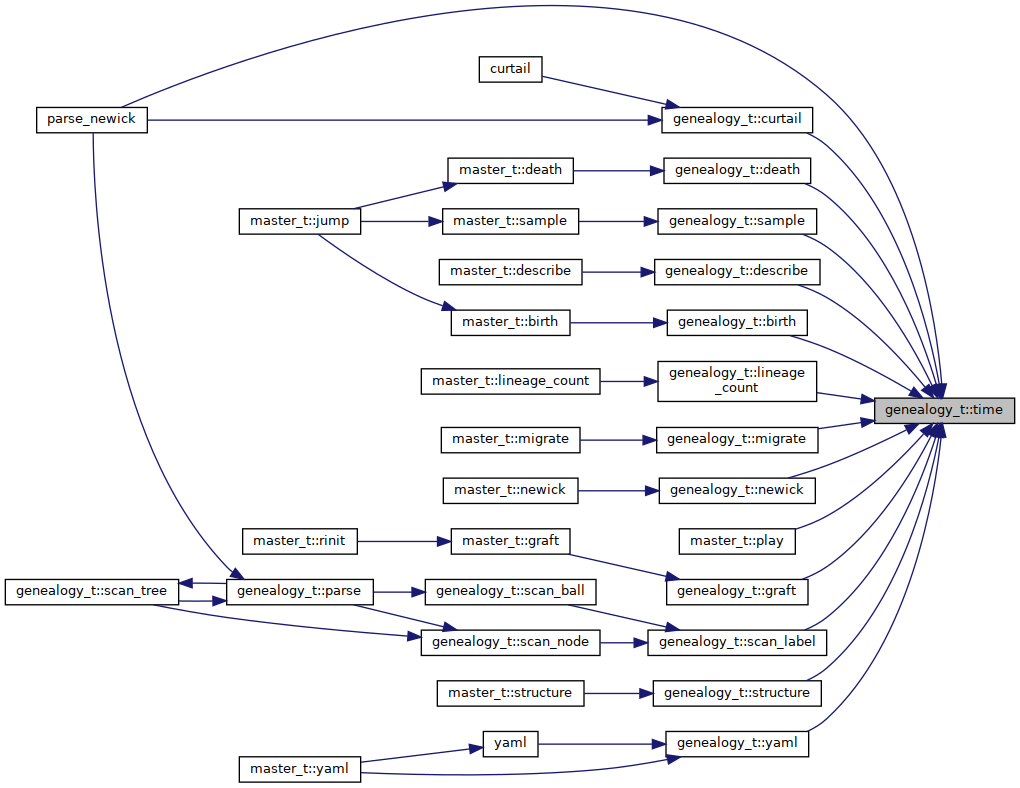 curtail
parse_newick
genealogy_t::curtail
master_t::death
genealogy_t::death
master_t::jump
master_t::sample
genealogy_t::sample
master_t::describe
genealogy_t::describe
master_t::birth
genealogy_t::birth
master_t::lineage_count
genealogy_t::lineage
_count
genealogy_t::time
master_t::migrate
genealogy_t::migrate
master_t::newick
genealogy_t::newick
master_t::rinit
master_t::graft
master_t::play
genealogy_t::scan_tree
genealogy_t::parse
genealogy_t::scan_ball
genealogy_t::graft
genealogy_t::scan_node
genealogy_t::scan_label
master_t::structure
genealogy_t::structure
yaml
genealogy_t::yaml
master_t::yaml